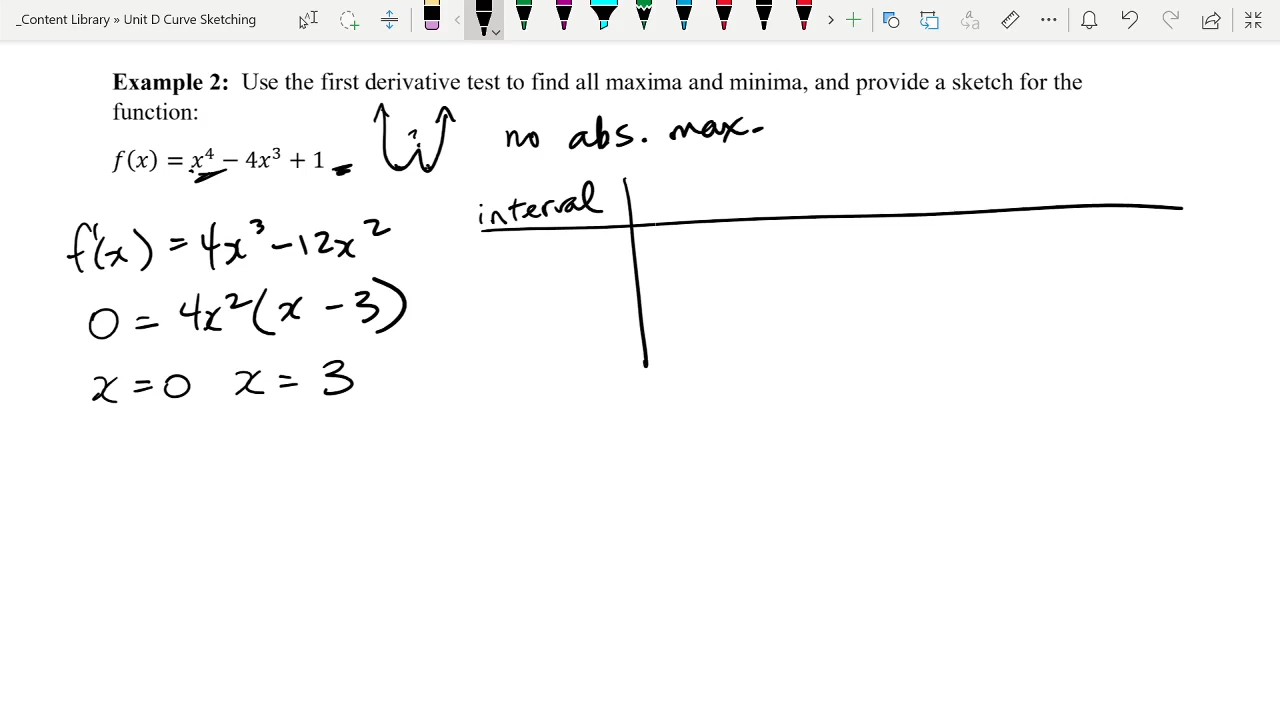 _Content Library » Unit D Curve Sketching
Example 2: Use the first derivative test to find all maxima and minima, and provide a sketch for the
function:
f(x) = x⁴ − 4x³ + 1
?
no abs. max.
interval
f'(x) = 4x³ -12x²
0 = 4x²(x - 3)
x = 0 x = 3